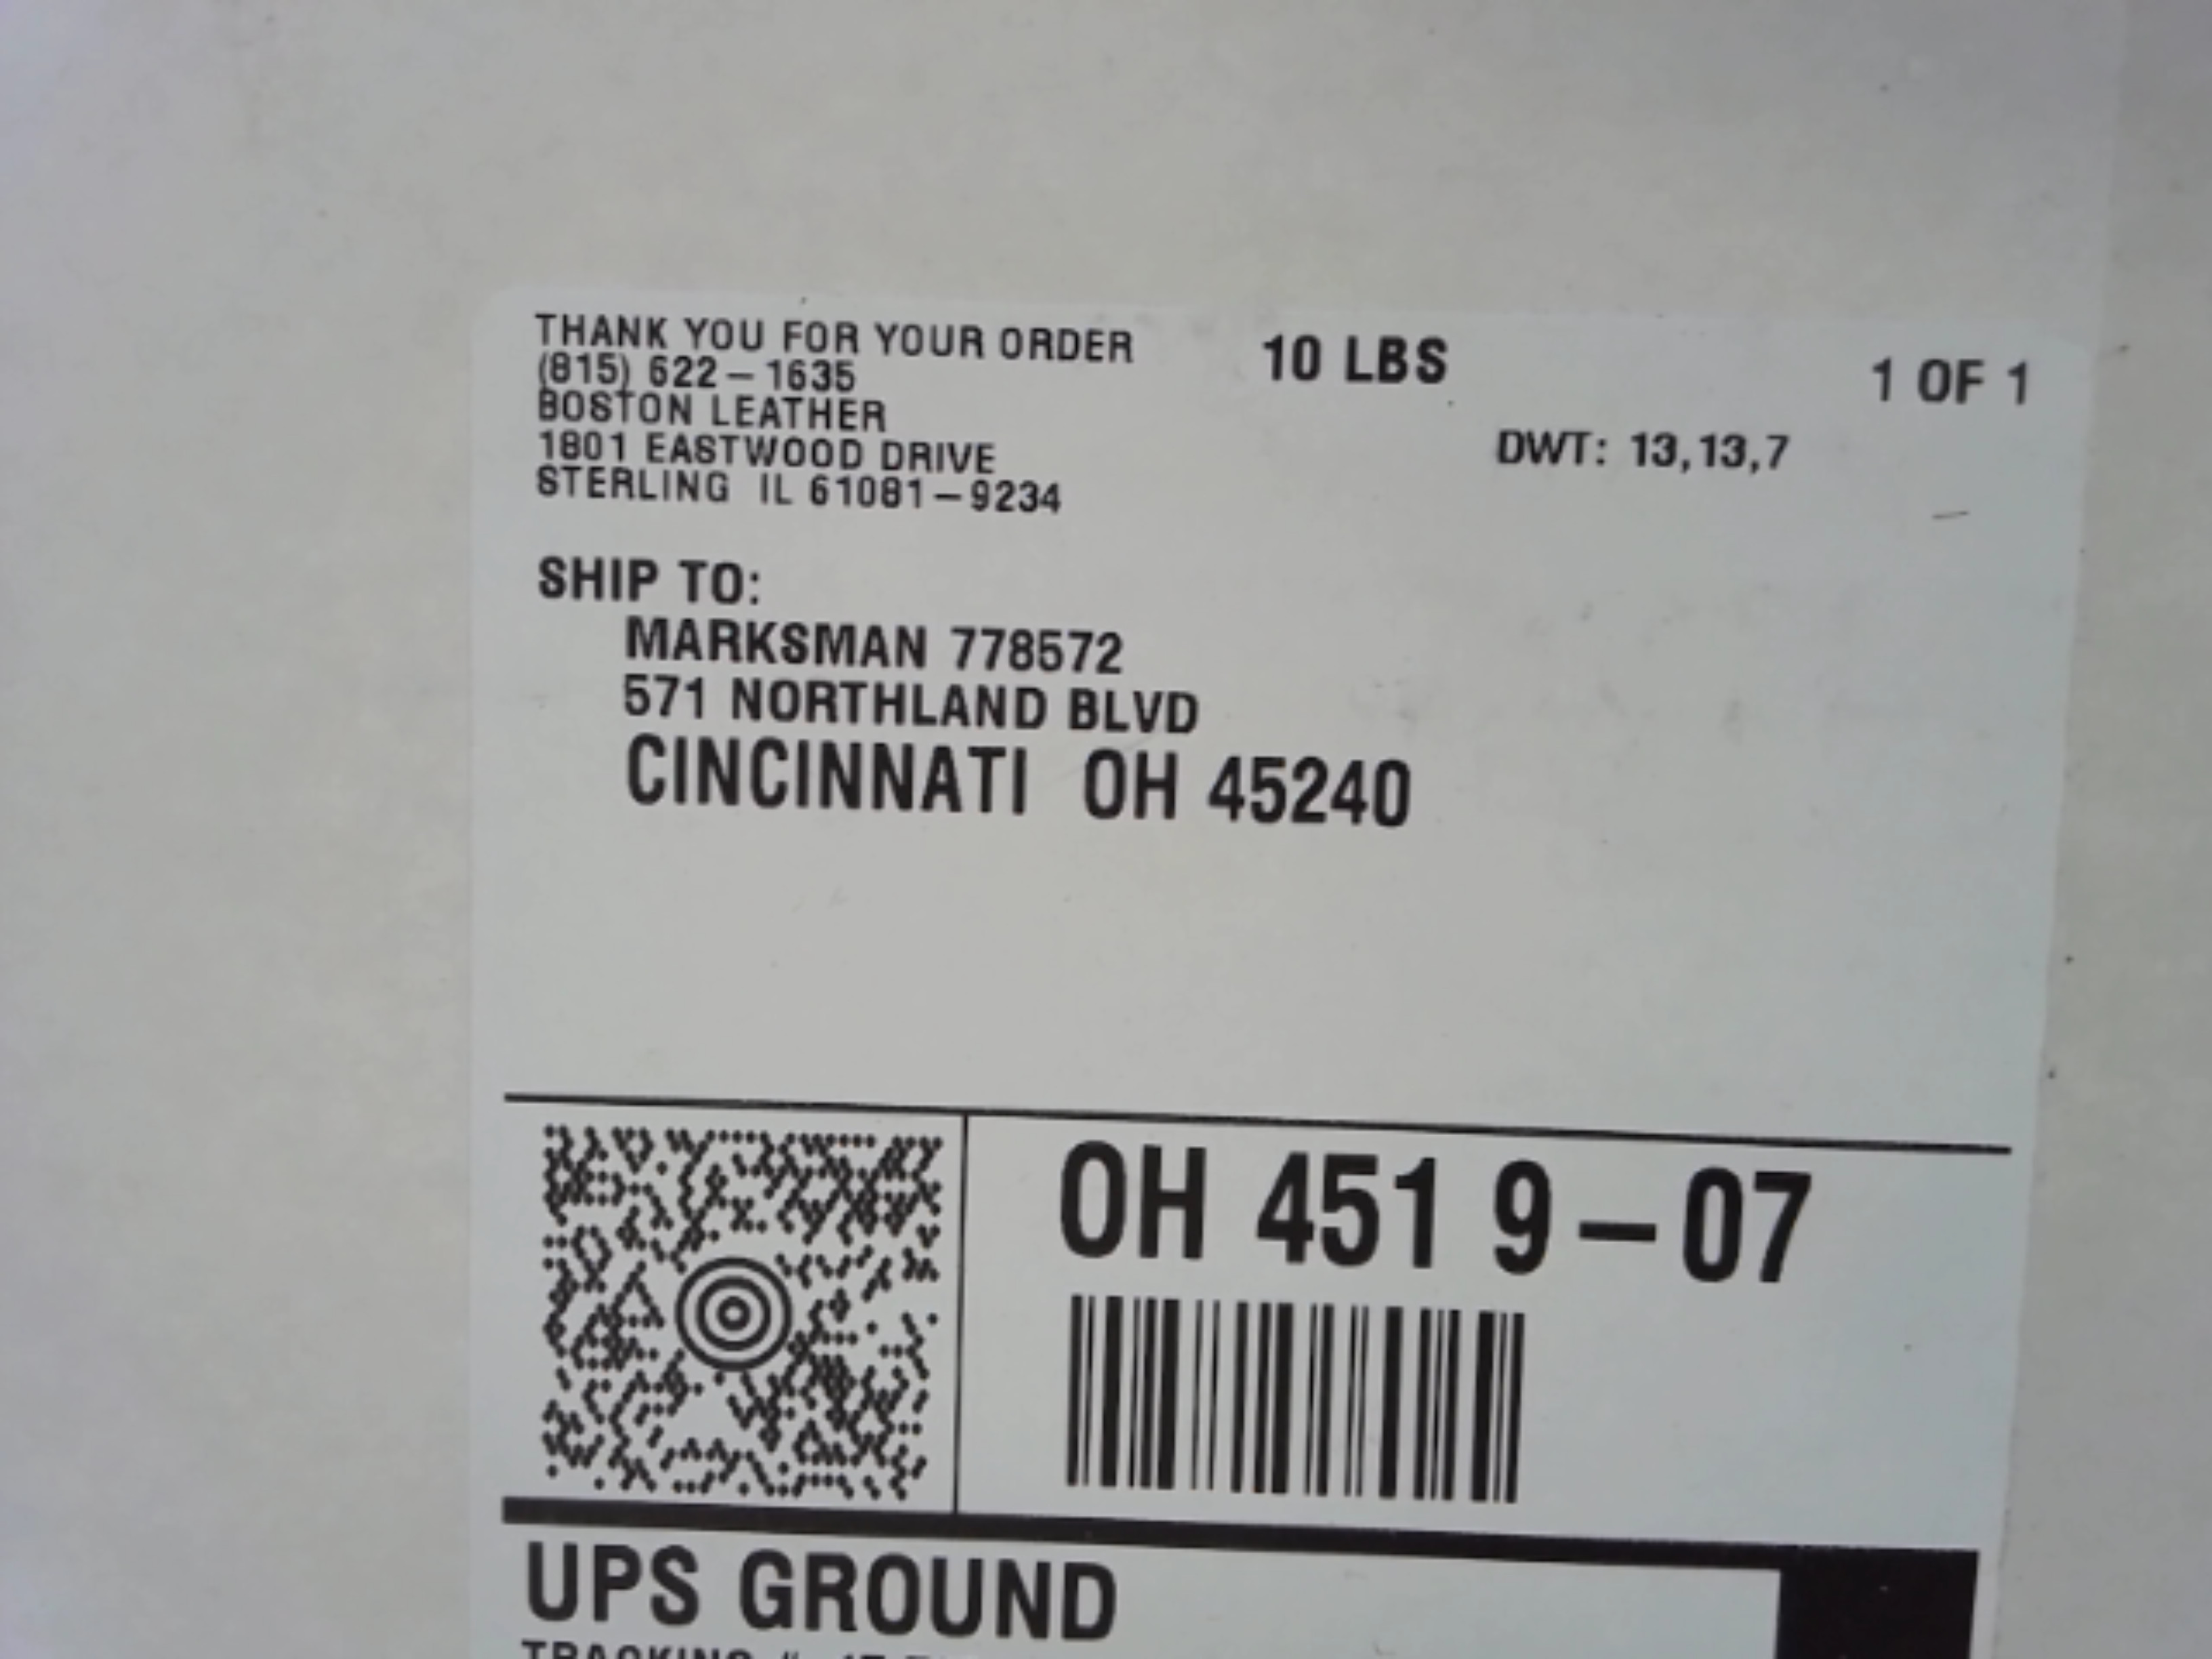 THANK YOU FOR YOUR ORDER
(815) 622-1635
BOSTON LEATHER
1801 EASTWOOD DRIVE
STERLING IL 61081-9234
10 LBS
1 OF 1
DWT: 13,13,7
SHIP TO:
MARKSMAN 778572
571 NORTHLAND BLVD
CINCINNATI OH 45240
OH 451 9-07
UPS GROUND
TRACKING #